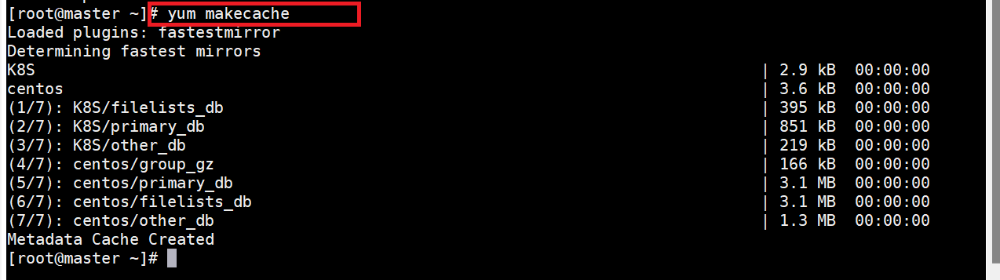 [root@master ~]# yum makecache
Loaded plugins: fastestmirror
Determining fastest mirrors
K8S | 2.9 kB 00:00:00
centos | 3.6 kB 00:00:00
(1/7): K8S/filelists_db | 395 kB 00:00:00
(2/7): K8S/primary_db | 851 kB 00:00:00
(3/7): K8S/other_db | 219 kB 00:00:00
(4/7): centos/group_gz | 166 kB 00:00:00
(5/7): centos/primary_db | 3.1 MB 00:00:00
(6/7): centos/filelists_db | 3.1 MB 00:00:00
(7/7): centos/other_db | 1.3 MB 00:00:00
Metadata Cache Created
[root@master ~]#